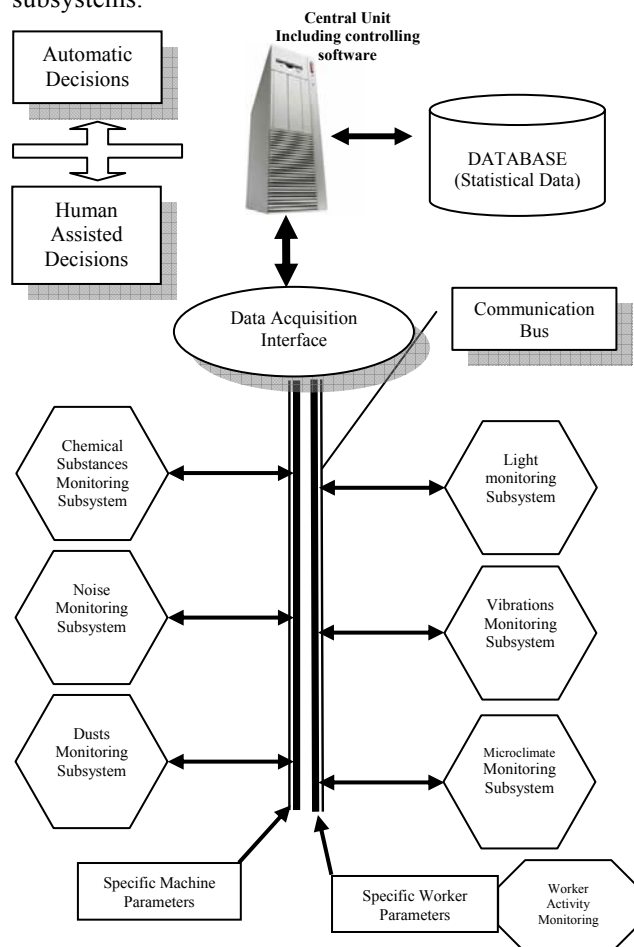 subsystems.
Central Unit
Including controlling
software
Automatic
Decisions
Human
Assisted
Decisions
DATABASE
(Statistical Data)
Data Acquisition
Interface
Communication
Bus
Chemical
Substances
Monitoring
Subsystem
Light
monitoring
Subsystem
Noise
Monitoring
Subsystem
Vibrations
Monitoring
Subsystem
Dusts
Monitoring
Subsystem
Microclimate
Monitoring
Subsystem
Specific Machine
Parameters
Specific Worker
Parameters
Worker
Activity
Monitoring